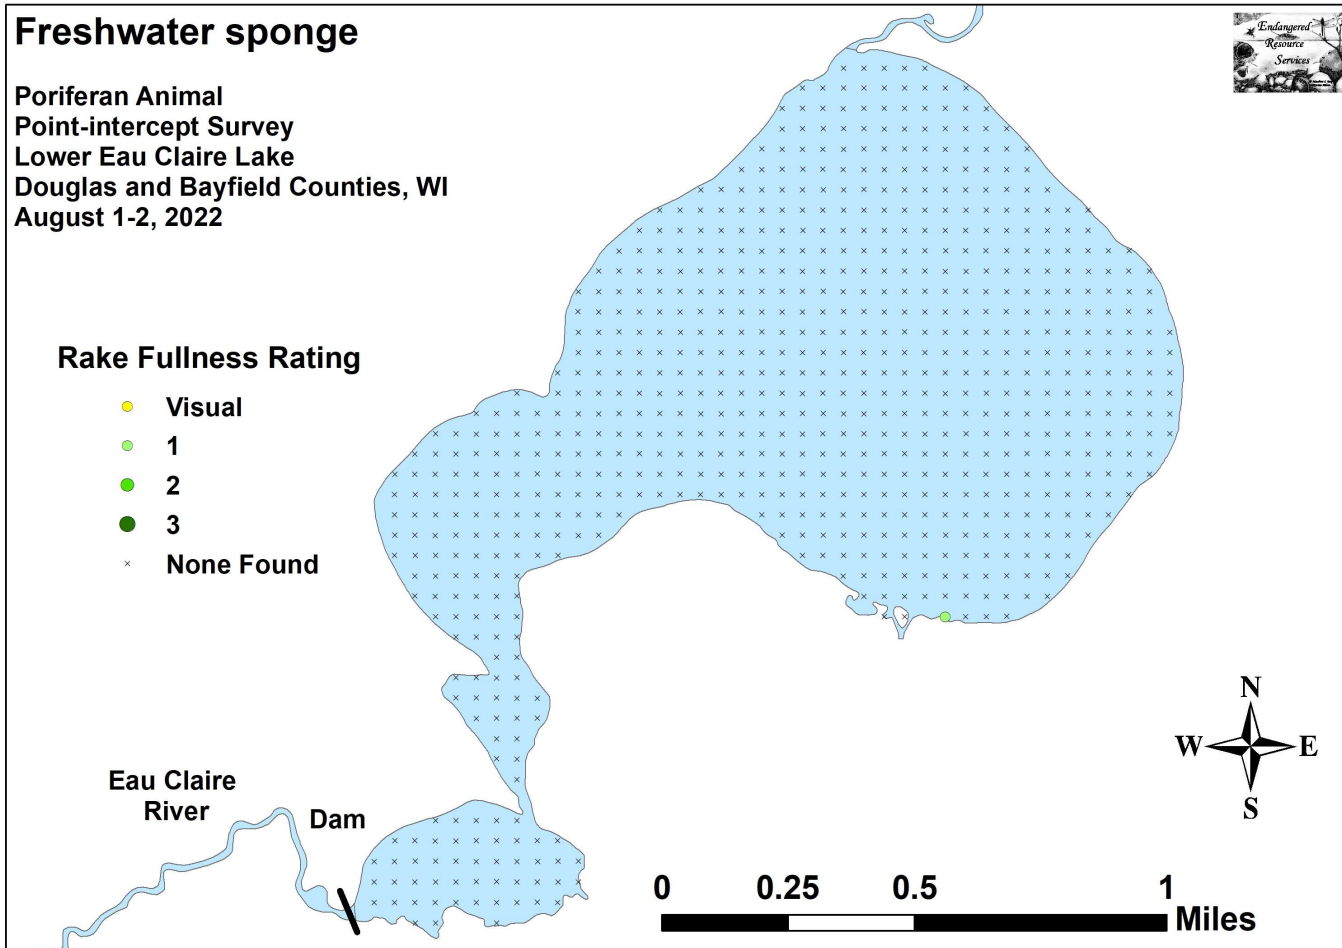 Freshwater sponge
Poriferan Animal
Point-intercept Survey
Lower Eau Claire Lake
Douglas and Bayfield Counties, WI
August 1-2, 2022
Endangered
Resource
Services
Rake Fullness Rating
Visual
1
2
3
None Found
N
W
E
S
Eau Claire
River
Dam
0
0.25
0.5
1
Miles